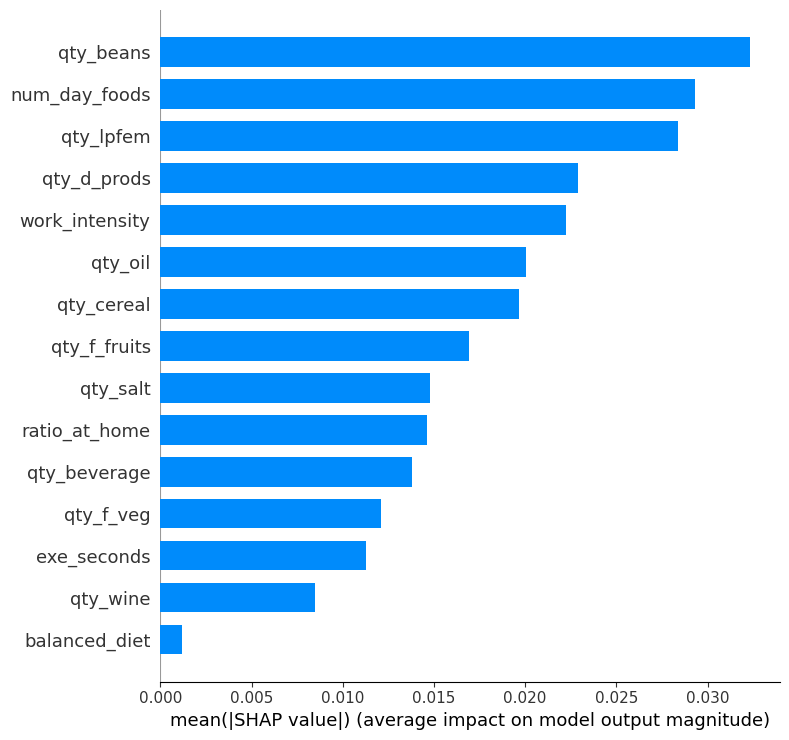 qty_beans
num_day_foods
qty_lpfem
qty_d_prods
work_intensity
qty_oil
qty_cereal
qty_f_fruits
qty_salt
ratio_at_home
qty_beverage
qty_f_veg
exe_seconds
qty_wine
balanced_diet
0.000 0.005 0.010 0.015 0.020 0.025 0.030
mean(|SHAP value|) (average impact on model output magnitude)